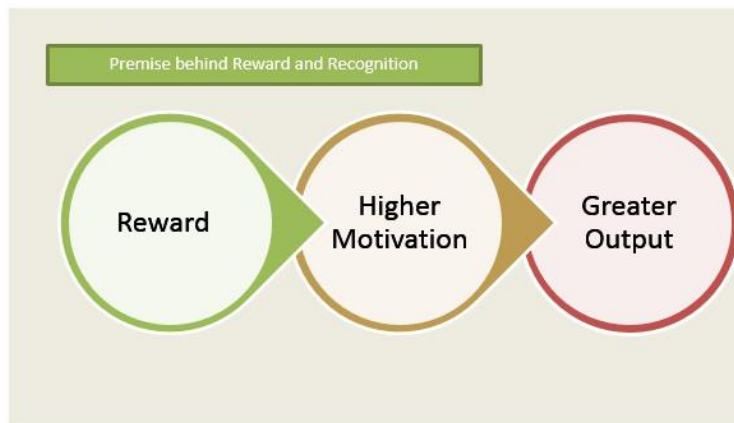 Premise behind Reward and Recognition
Reward
Higher
Motivation
Greater
Output